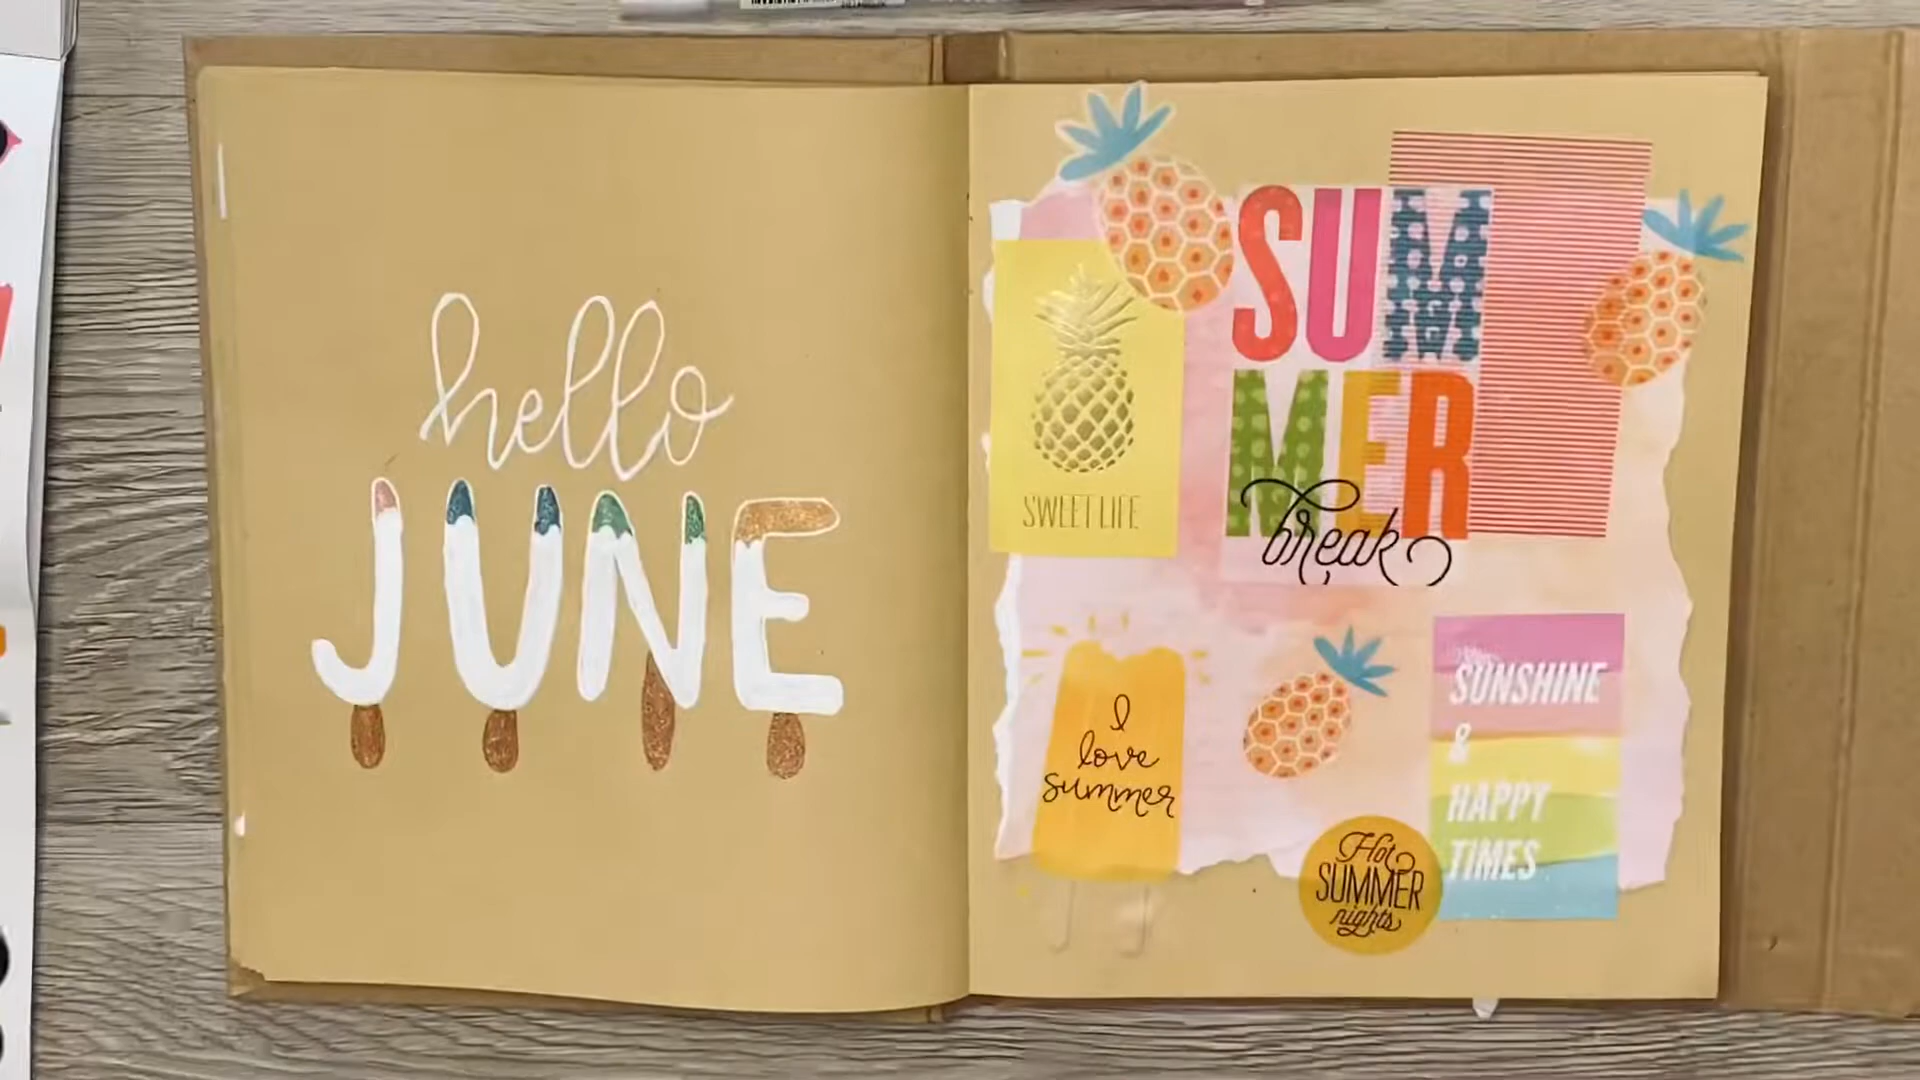 hello
JUNE
SUM
MER
break
SWEET LIFE
I
love
summer
SUNSHINE
&
HAPPY
TIMES
Hot
SUMMER
nights